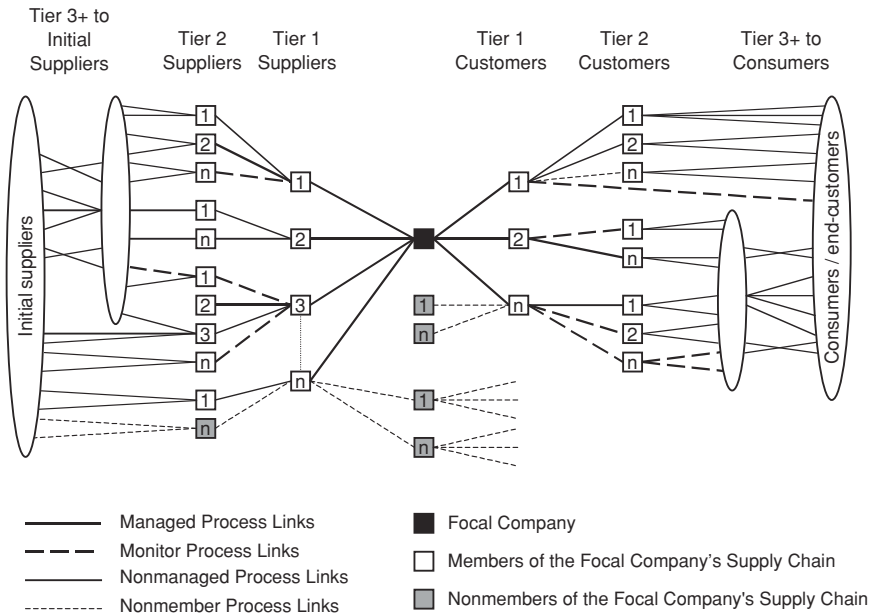 Tier 3+ to
Initial
Suppliers
Tier 2
Suppliers
Tier 1
Suppliers
Tier 1
Customers
Tier 2
Customers
Tier 3+ to
Consumers
Initial suppliers
1
2
n
1
n
1
2
3
n
1
n
1
2
3
n
1
n
1
n
1
2
n
1
2
n
1
n
1
2
n
Consumers / end-customers
Managed Process Links
Monitor Process Links
Nonmanaged Process Links
Nonmember Process Links
Focal Company
Members of the Focal Company's Supply Chain
Nonmembers of the Focal Company's Supply Chain